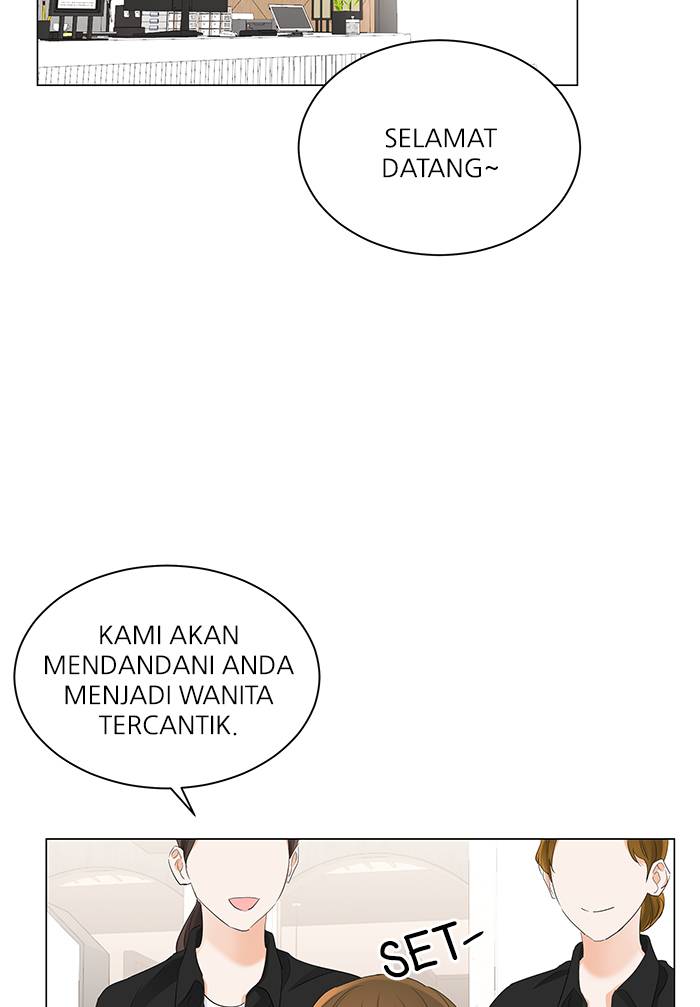 SELAMAT
DATANG~
KAMI AKAN
MENDANDANI ANDA
MENJADI WANITA
TERCANTIK.
SET-